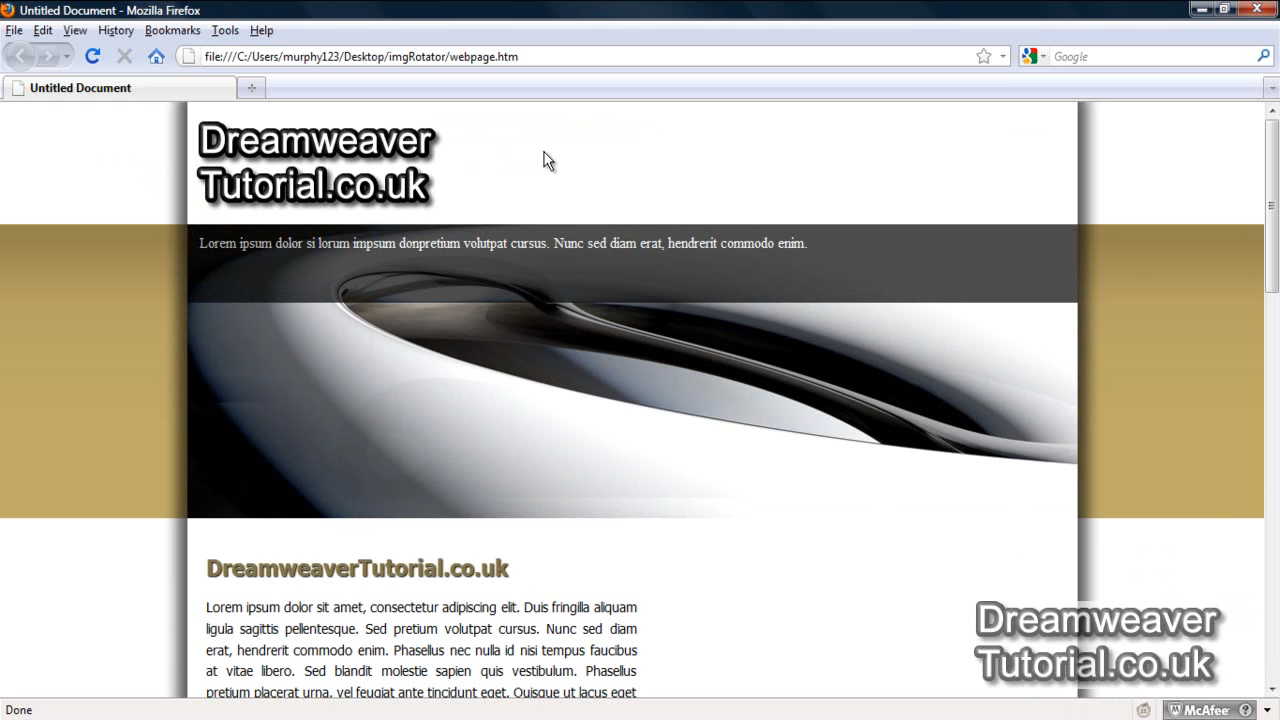 Untitled Document - Mozilla Firefox
File Edit View History Bookmarks Tools Help
file:///C:/Users/murphy123/Desktop/imgRotator/webpage.htm
Google
Untitled Document
Dreamweaver
Tutorial.co.uk
Lorem ipsum dolor si lorum impsum donpretium volutpat cursus. Nunc sed diam erat, hendrerit commodo enim.
DreamweaverTutorial.co.uk
Lorem ipsum dolor sit amet, consectetur adipiscing elit. Duis fringilla aliquam
ligula sagittis pellentesque. Sed pretium volutpat cursus. Nunc sed diam
erat, hendrerit commodo enim. Phasellus nec nulla id nisi tempus faucibus
at vitae libero. Sed blandit molestie sapien quis vestibulum. Phasellus
pretium placerat urna, vel feugiat ante tincidunt eget. Quisque ut lacus eget
Dreamweaver
Tutorial.co.uk
Done
McAfee